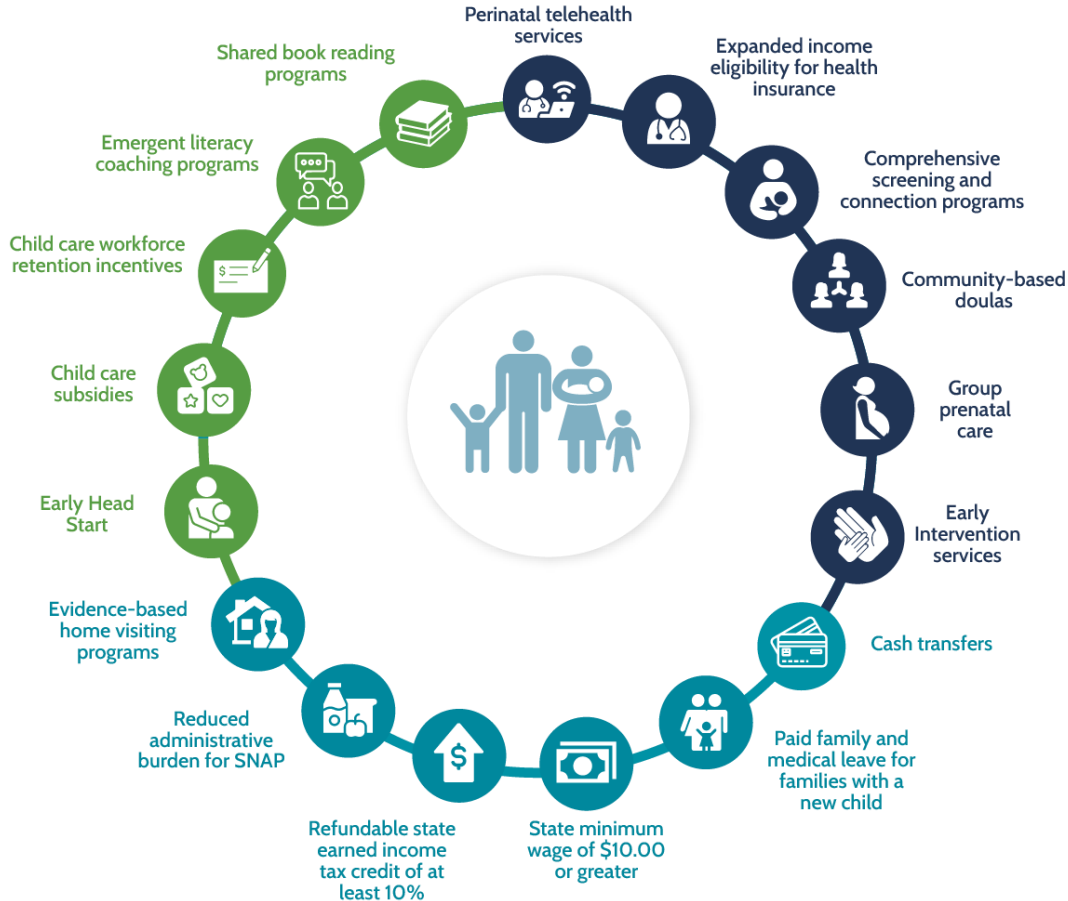 Perinatal telehealth
services
Expanded income
eligibility for health
insurance
Comprehensive
screening and
connection programs
Community-based
doulas
Group
prenatal
care
Early
Intervention
services
Cash transfers
Paid family and
medical leave for
families with a
new child
State minimum
wage of $10.00
or greater
Refundable state
earned income
tax credit of at
least 10%
Reduced
administrative
burden for SNAP
Evidence-based
home visiting
programs
Early Head
Start
Child care
subsidies
Child care workforce
retention incentives
Emergent literacy
coaching programs
Shared book reading
programs
$
$